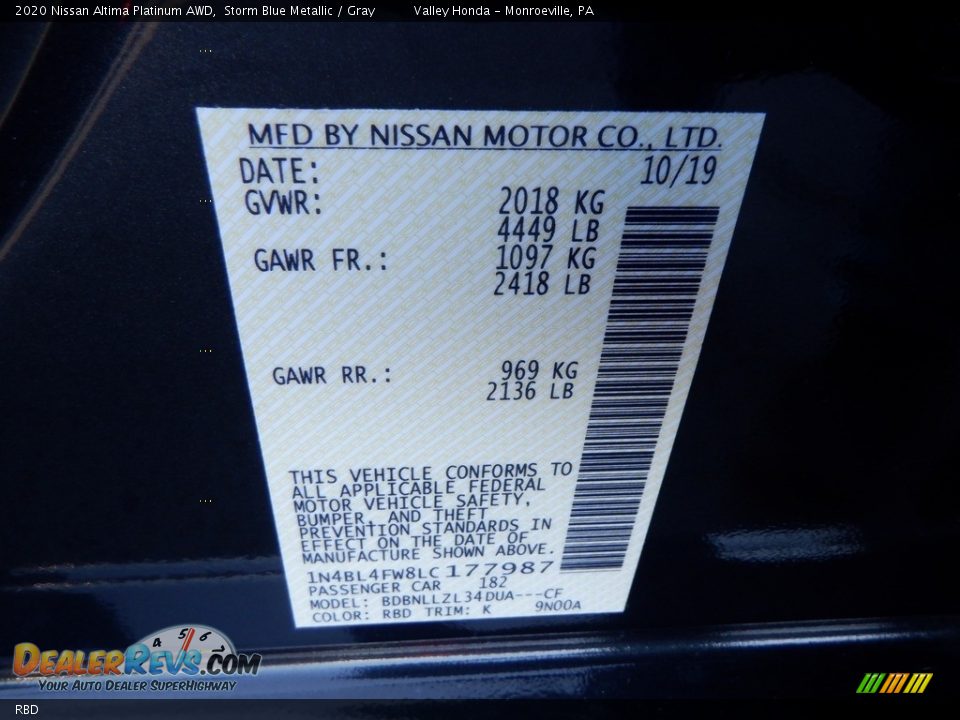 2020 Nissan Altima Platinum AWD, Storm Blue Metallic / Gray Valley Honda - Monroeville, PA
MFD BY NISSAN MOTOR CO., LTD.
DATE: 10/19
GVWR: 2018 KG
4449 LB
GAWR FR.: 1097 KG
2418 LB
GAWR RR.: 969 KG
2136 LB
THIS VEHICLE CONFORMS TO
ALL APPLICABLE FEDERAL
MOTOR VEHICLE SAFETY,
BUMPER, AND THEFT
PREVENTION STANDARDS IN
EFFECT ON THE DATE OF
MANUFACTURE SHOWN ABOVE.
1N4BL4FW8LC177987
PASSENGER CAR 182
MODEL: BDBNLLZL34DUA---CF
COLOR: RBD TRIM: K 9N00A
4 5 6
DEALERREVS.COM
YOUR AUTO DEALER SUPERHIGHWAY
RBD